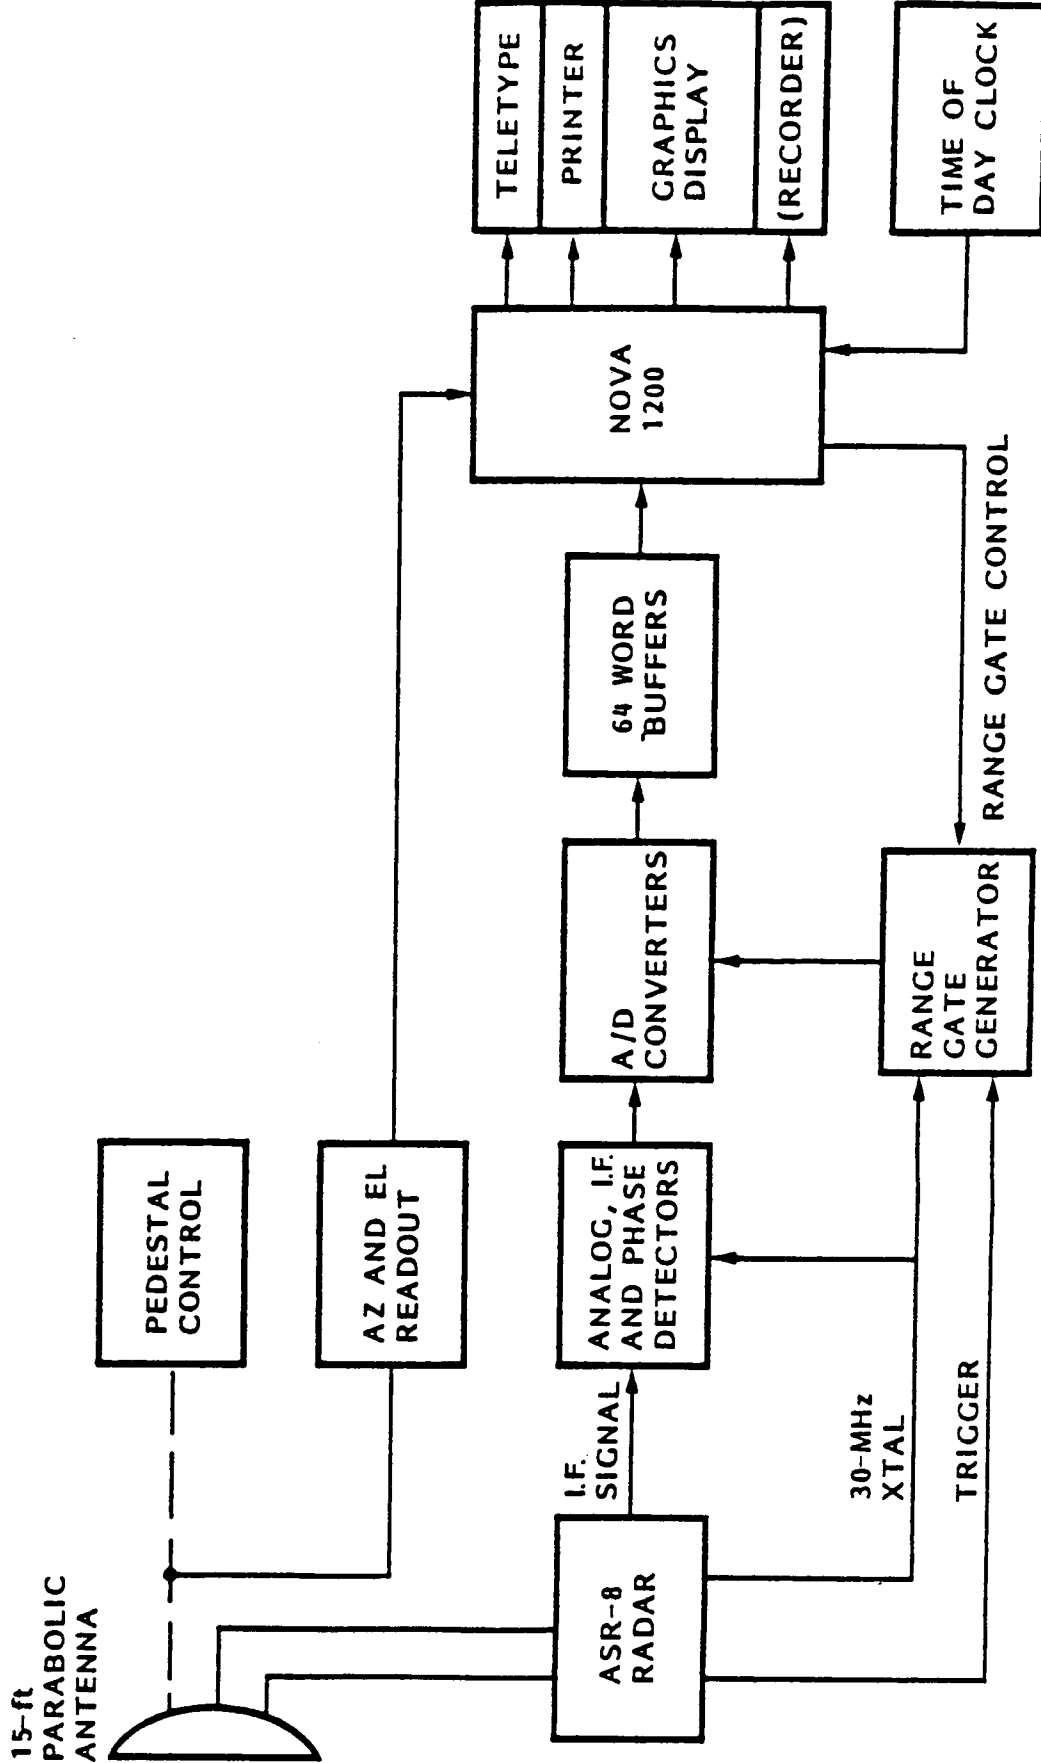 15-ft
PARABOLIC
ANTENNA
PEDESTAL
CONTROL
AZ AND EL
READOUT
ASR-8
RADAR
I.F.
SIGNAL
ANALOG, I.F.
AND PHASE
DETECTORS
A/D
CONVERTERS
64 WORD
BUFFERS
NOVA
1200
TELETYPE
PRINTER
GRAPHICS
DISPLAY
(RECORDER)
TIME OF
DAY CLOCK
30-MHz
XTAL
TRIGGER
RANGE
GATE
GENERATOR
RANGE GATE CONTROL